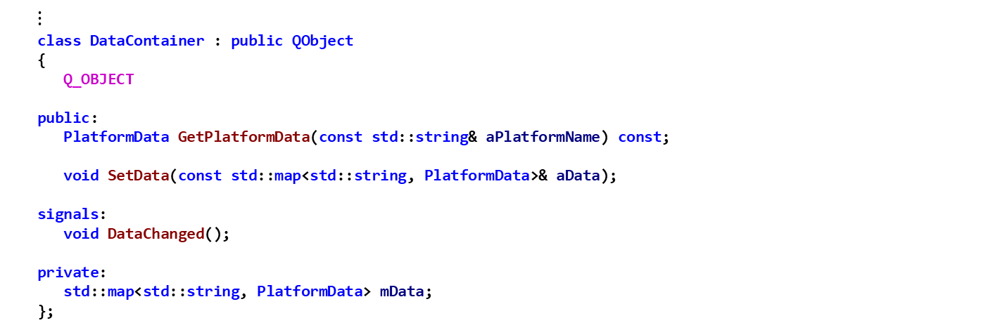 ⋮
class DataContainer : public QObject
{
   Q_OBJECT

public:
   PlatformData GetPlatformData(const std::string& aPlatformName) const;

   void SetData(const std::map<std::string, PlatformData>& aData);

signals:
   void DataChanged();

private:
   std::map<std::string, PlatformData> mData;
};